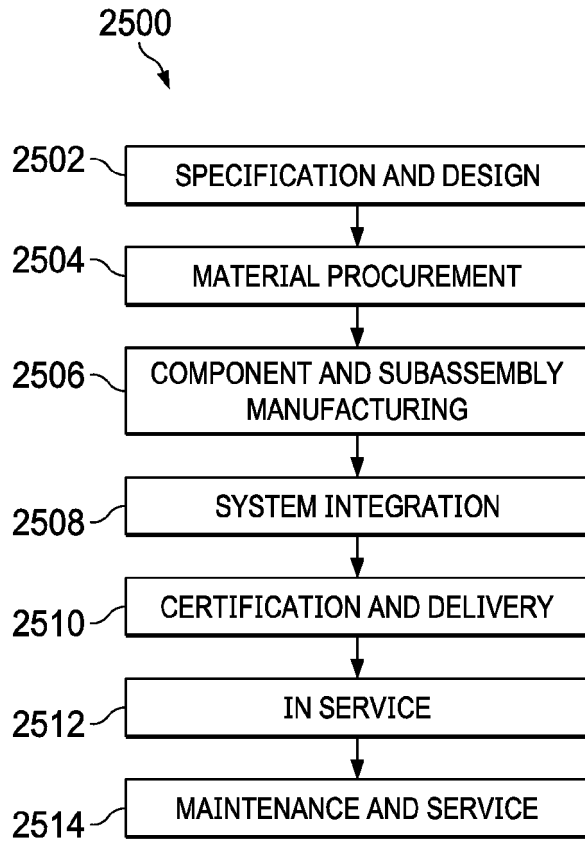 2500
2502 SPECIFICATION AND DESIGN
2504 MATERIAL PROCUREMENT
2506 COMPONENT AND SUBASSEMBLY
MANUFACTURING
2508 SYSTEM INTEGRATION
2510 CERTIFICATION AND DELIVERY
2512 IN SERVICE
2514 MAINTENANCE AND SERVICE